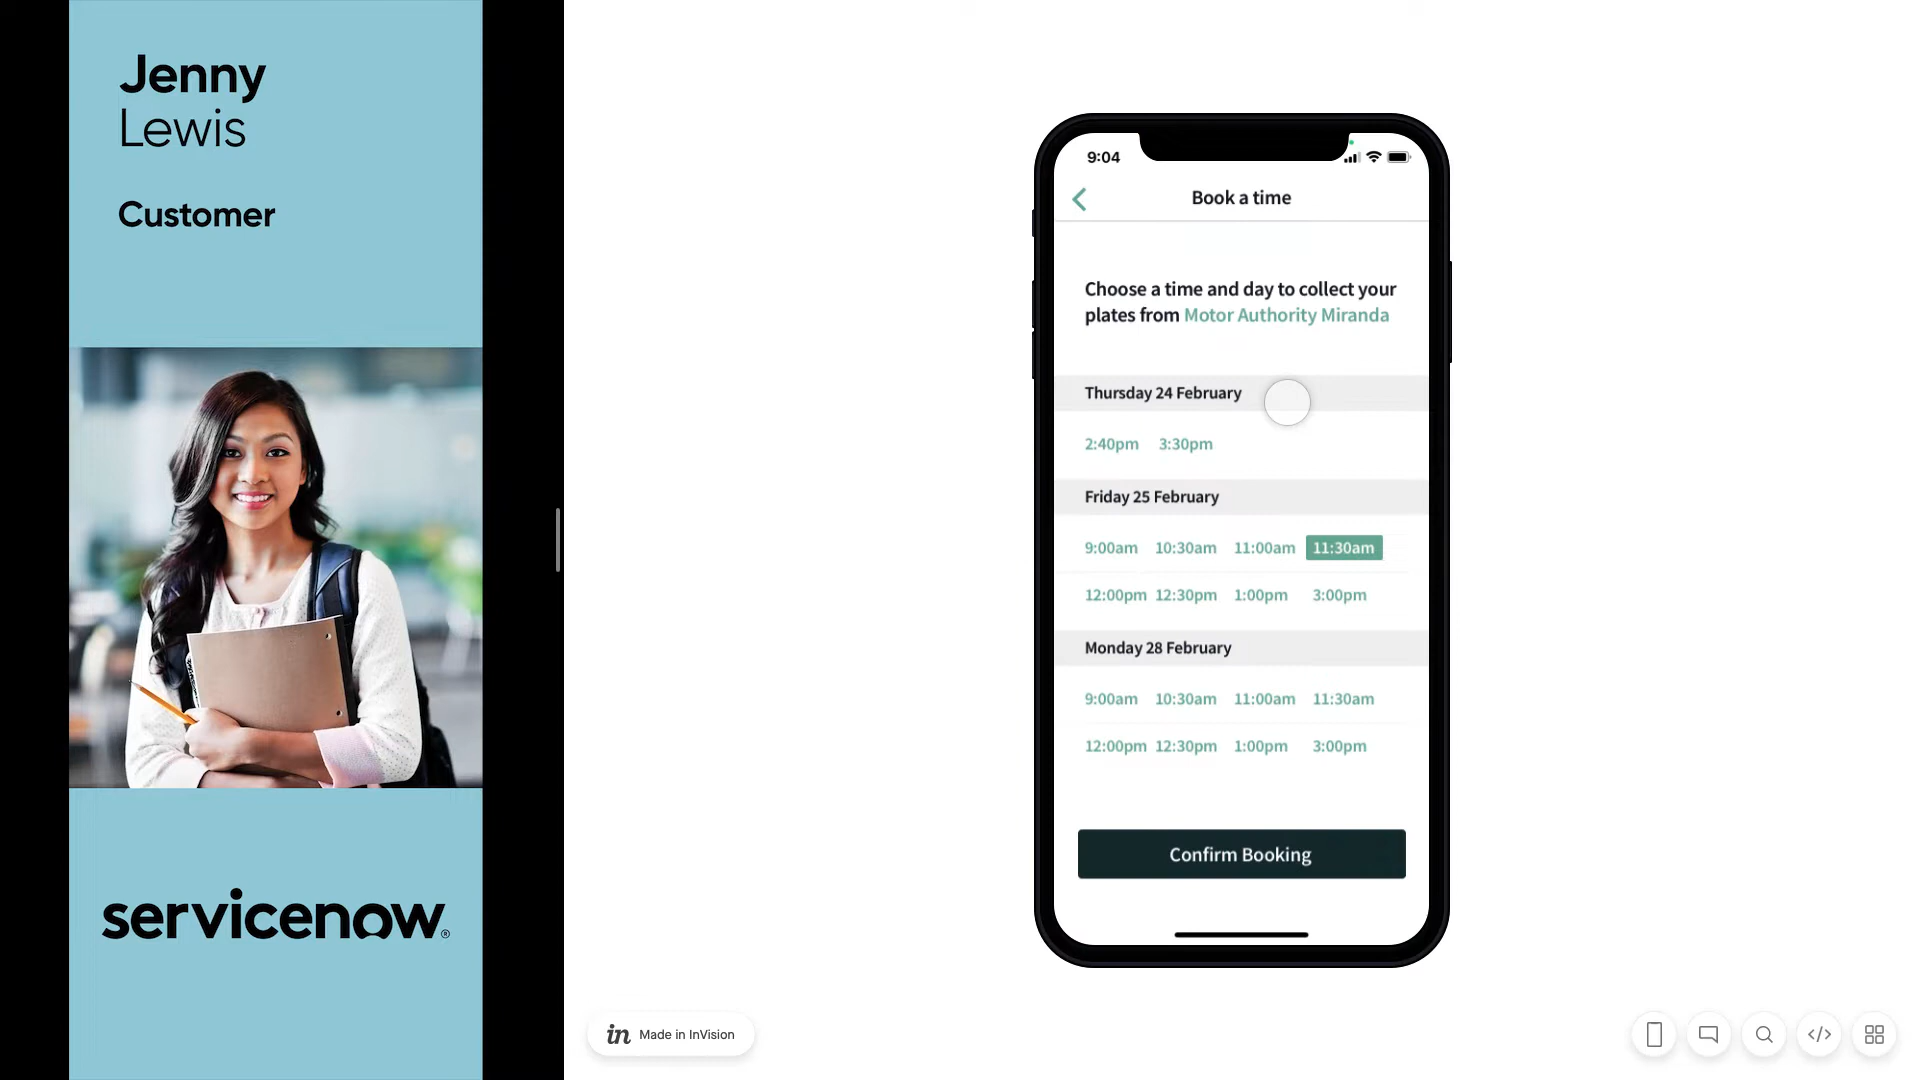 Jenny
Lewis
Customer
servicenow®
9:04
Book a time
Choose a time and day to collect your
plates from Motor Authority Miranda
Thursday 24 February
2:40pm 3:30pm
Friday 25 February
9:00am 10:30am 11:00am 11:30am
12:00pm 12:30pm 1:00pm 3:00pm
Monday 28 February
9:00am 10:30am 11:00am 11:30am
12:00pm 12:30pm 1:00pm 3:00pm
Confirm Booking
in Made in InVision